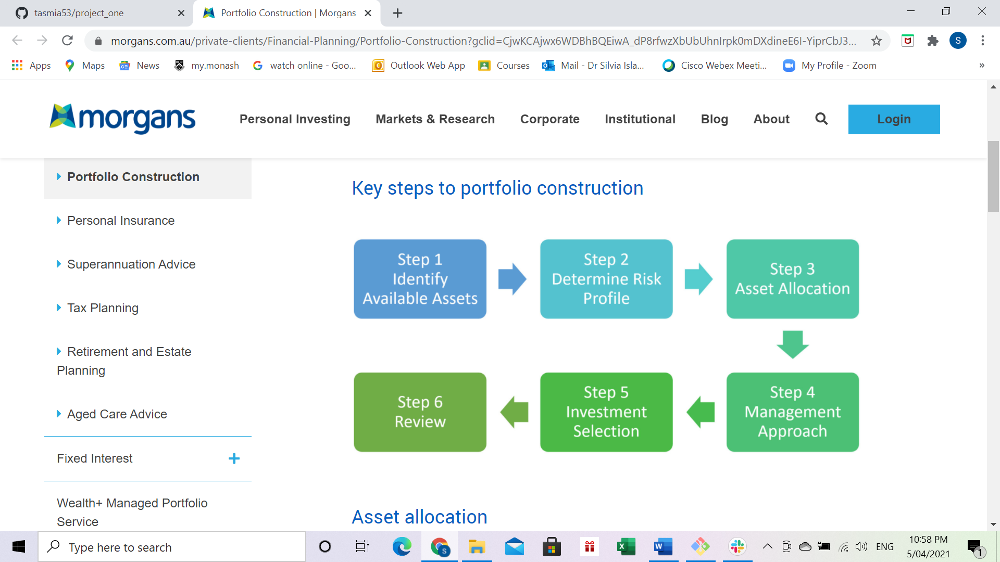 tasmia53/project_one
Portfolio Construction | Morgans
morgans.com.au/private-clients/Financial-Planning/Portfolio-Construction?gclid=CjwKCAjwx6WDBhBQEiwA_dP8rfwzXbUbUhnIrpk0mDXdineE6I-YiprCbJ3...
S
Apps
Maps
News
my.monash
watch online - Goo...
Outlook Web App
Courses
Mail - Dr Silvia Isla...
Cisco Webex Meeti...
My Profile - Zoom
»
morgans
Personal Investing
Markets & Research
Corporate
Institutional
Blog
About
Login
Portfolio Construction
Personal Insurance
Superannuation Advice
Tax Planning
Retirement and Estate
Planning
Aged Care Advice
Fixed Interest
Wealth+ Managed Portfolio
Service
Key steps to portfolio construction
Step 1
Identify
Available Assets
Step 2
Determine Risk
Profile
Step 3
Asset Allocation
Step 4
Management
Approach
Step 5
Investment
Selection
Step 6
Review
Asset allocation
Type here to search
ENG
10:58 PM
5/04/2021
1